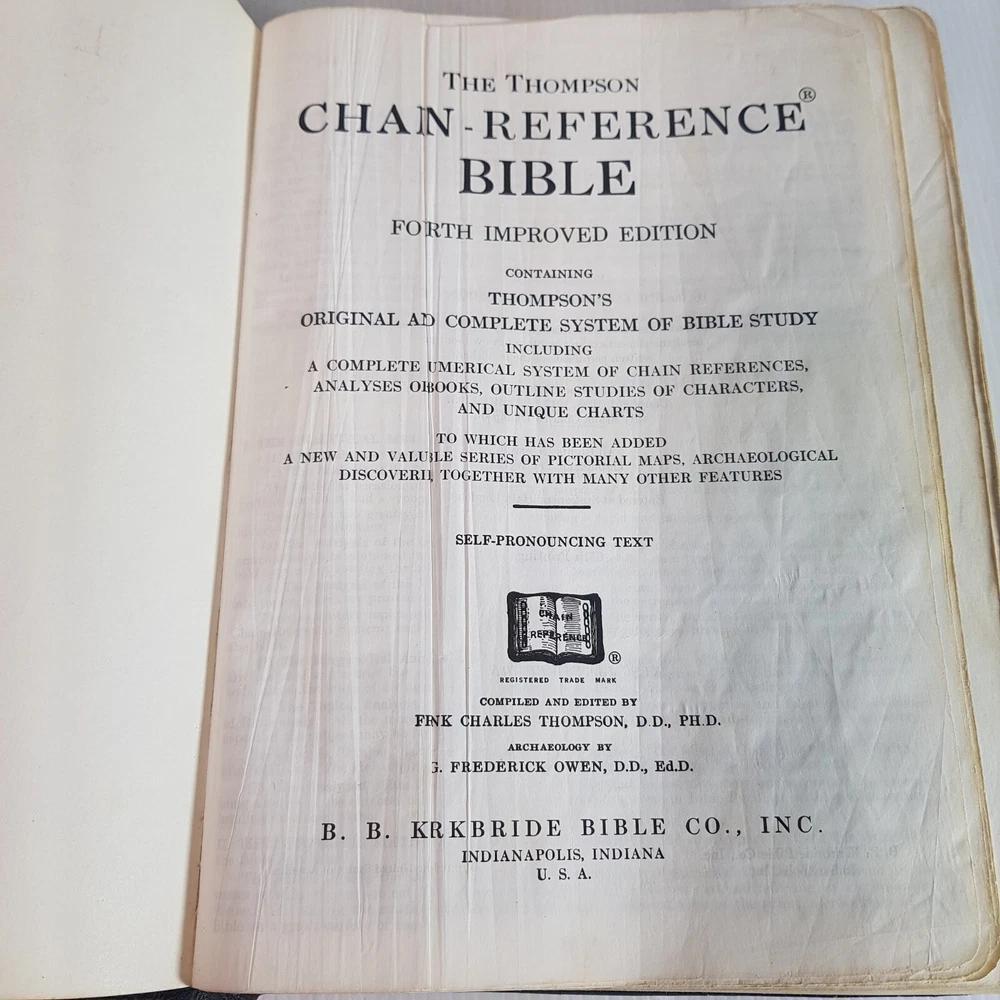 THE THOMPSON
CHAN-REFERENCE®
BIBLE
FORTH IMPROVED EDITION
CONTAINING
THOMPSON'S
ORIGINAL AD COMPLETE SYSTEM OF BIBLE STUDY
INCLUDING
A COMPLETE UMERICAL SYSTEM OF CHAIN REFERENCES,
ANALYSES OBOOKS, OUTLINE STUDIES OF CHARACTERS,
AND UNIQUE CHARTS
TO WHICH HAS BEEN ADDED
A NEW AND VALUBLE SERIES OF PICTORIAL MAPS, ARCHAEOLOGICAL
DISCOVERI, TOGETHER WITH MANY OTHER FEATURES
SELF-PRONOUNCING TEXT
CHAIN
REFERENCE
®
REGISTERED TRADE MARK
COMPILED AND EDITED BY
FRNK CHARLES THOMPSON, D.D., PH.D.
ARCHAEOLOGY BY
G. FREDERICK OWEN, D.D., Ed.D.
B. B. KRKBRIDE BIBLE CO., INC.
INDIANAPOLIS, INDIANA
U. S. A.